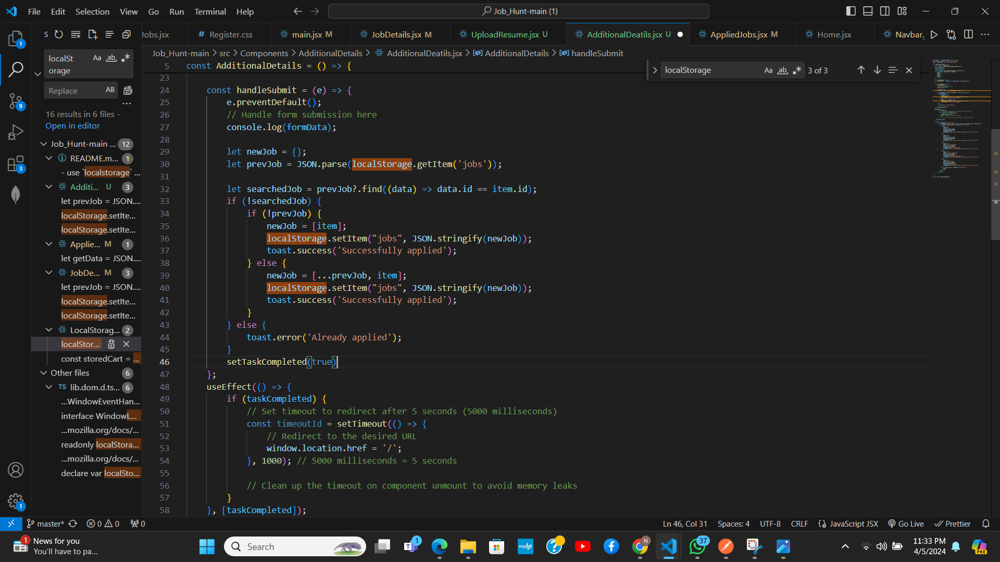 File Edit Selection View Go Run Terminal Help
Job_Hunt-main (1)
S
Jobs.jsx
# Register.css
main.jsx M
JobDetails.jsx M
UploadResume.jsx U
AdditionalDeatils.jsx U
AppliedJobs.jsx M
Home.jsx
Navbar.
1
localSt
orage
Aa ab
Replace AB
9
3
1
16 results in 6 files -
Open in editor
Job_Hunt-main ... 12
README.m... 1
- use `localstorage` ...
Additi... U 3
let prevJob = JSON....
localStorage.setIte...
localStorage.setIte...
Applie... M 1
let getData = JSON....
JobDe... M 3
let prevJob = JSON....
localStorage.setIte...
localStorage.setIte...
LocalStorag... 2
localStor...
const storedCart = ...
Other files 6
TS lib.dom.d.ts... 6
...WindowEventHan...
interface WindowL...
...mozilla.org/docs/...
readonly localStora...
...mozilla.org/docs/...
declare var localSto...
Job_Hunt-main > src > Components > AdditionalDetails > AdditionalDeatils.jsx > AdditionalDetails > handleSubmit
localStorage Aa ab 3 of 3
5 const AdditionalDetails = () => {
23
24 const handleSubmit = (e) => {
25 e.preventDefault();
26 // Handle form submission here
27 console.log(formData);
28
29 let newJob = {};
30 let prevJob = JSON.parse(localStorage.getItem('jobs'));
31
32 let searchedJob = prevJob?.find((data) => data.id == item.id);
33 if (!searchedJob) {
34 if (!prevJob) {
35 newJob = [item];
36 localStorage.setItem("jobs", JSON.stringify(newJob));
37 toast.success('Successfully applied');
38 } else {
39 newJob = [...prevJob, item];
40 localStorage.setItem("jobs", JSON.stringify(newJob));
41 toast.success('Successfully applied');
42 }
43 } else {
44 toast.error('Already applied');
45 }
46 setTaskCompleted(true)
47 };
48 useEffect(() => {
49 if (taskCompleted) {
50 // Set timeout to redirect after 5 seconds (5000 milliseconds)
51 const timeoutId = setTimeout(() => {
52 // Redirect to the desired URL
53 window.location.href = '/';
54 }, 1000); // 5000 milliseconds = 5 seconds
55
56 // Clean up the timeout on component unmount to avoid memory leaks
57 }
58 }, [taskCompleted]);
master* 0 0 0
Ln 46, Col 31 Spaces: 4 UTF-8 CRLF JavaScript JSX Go Live Prettier
1 News for you
You'll have to pa...
Search
1
myhp
N
37
11:33 PM
4/5/2024
PRE